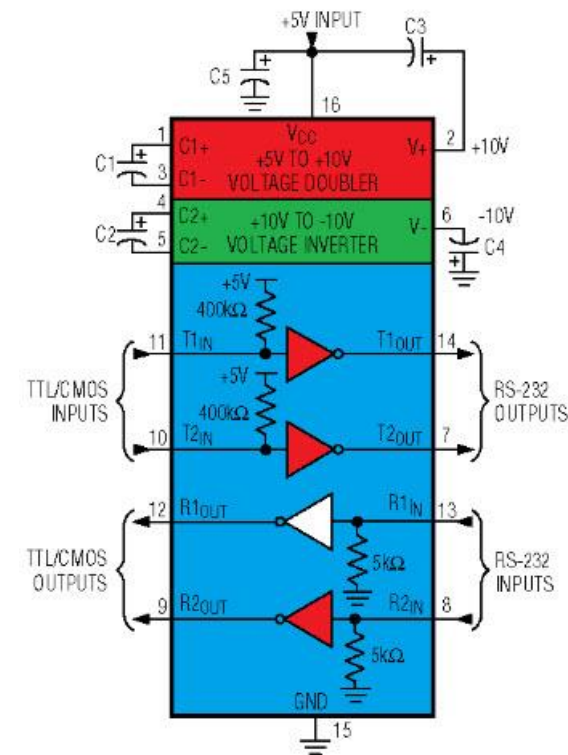 +5V INPUT
C3
+
C5
+
16
1
C1+
VCC
V+
2
+10V
C1
+
+5V TO +10V
3
C1-
VOLTAGE DOUBLER
4
C2+
+10V TO -10V
V-
6
-10V
C2
+
5
C2-
VOLTAGE INVERTER
C4
+
+5V
400kΩ
11
T1IN
T1OUT
14
TTL/CMOS
INPUTS
+5V
400kΩ
RS-232
OUTPUTS
10
T2IN
T2OUT
7
12
R1OUT
R1IN
13
TTL/CMOS
OUTPUTS
5kΩ
RS-232
INPUTS
9
R2OUT
R2IN
8
5kΩ
GND
15